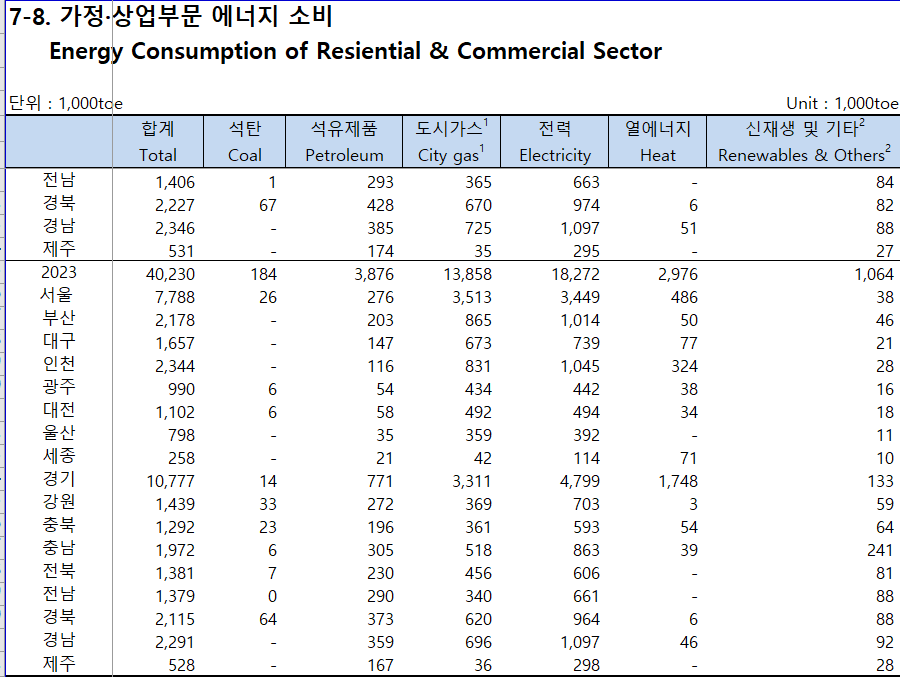 7-8. 가정·상업부문 에너지 소비
Energy Consumption of Resiential & Commercial Sector
단위 : 1,000toe Unit : 1,000toe
합계 석탄 석유제품 도시가스1 전력 열에너지 신재생 및 기타2
Total Coal Petroleum City gas1 Electricity Heat Renewables & Others2
전남 1,406 1 293 365 663 - 84
경북 2,227 67 428 670 974 6 82
경남 2,346 - 385 725 1,097 51 88
제주 531 - 174 35 295 - 27
2023 40,230 184 3,876 13,858 18,272 2,976 1,064
서울 7,788 26 276 3,513 3,449 486 38
부산 2,178 - 203 865 1,014 50 46
대구 1,657 - 147 673 739 77 21
인천 2,344 - 116 831 1,045 324 28
광주 990 6 54 434 442 38 16
대전 1,102 6 58 492 494 34 18
울산 798 - 35 359 392 - 11
세종 258 - 21 42 114 71 10
경기 10,777 14 771 3,311 4,799 1,748 133
강원 1,439 33 272 369 703 3 59
충북 1,292 23 196 361 593 54 64
충남 1,972 6 305 518 863 39 241
전북 1,381 7 230 456 606 - 81
전남 1,379 0 290 340 661 - 88
경북 2,115 64 373 620 964 6 88
경남 2,291 - 359 696 1,097 46 92
제주 528 - 167 36 298 - 28